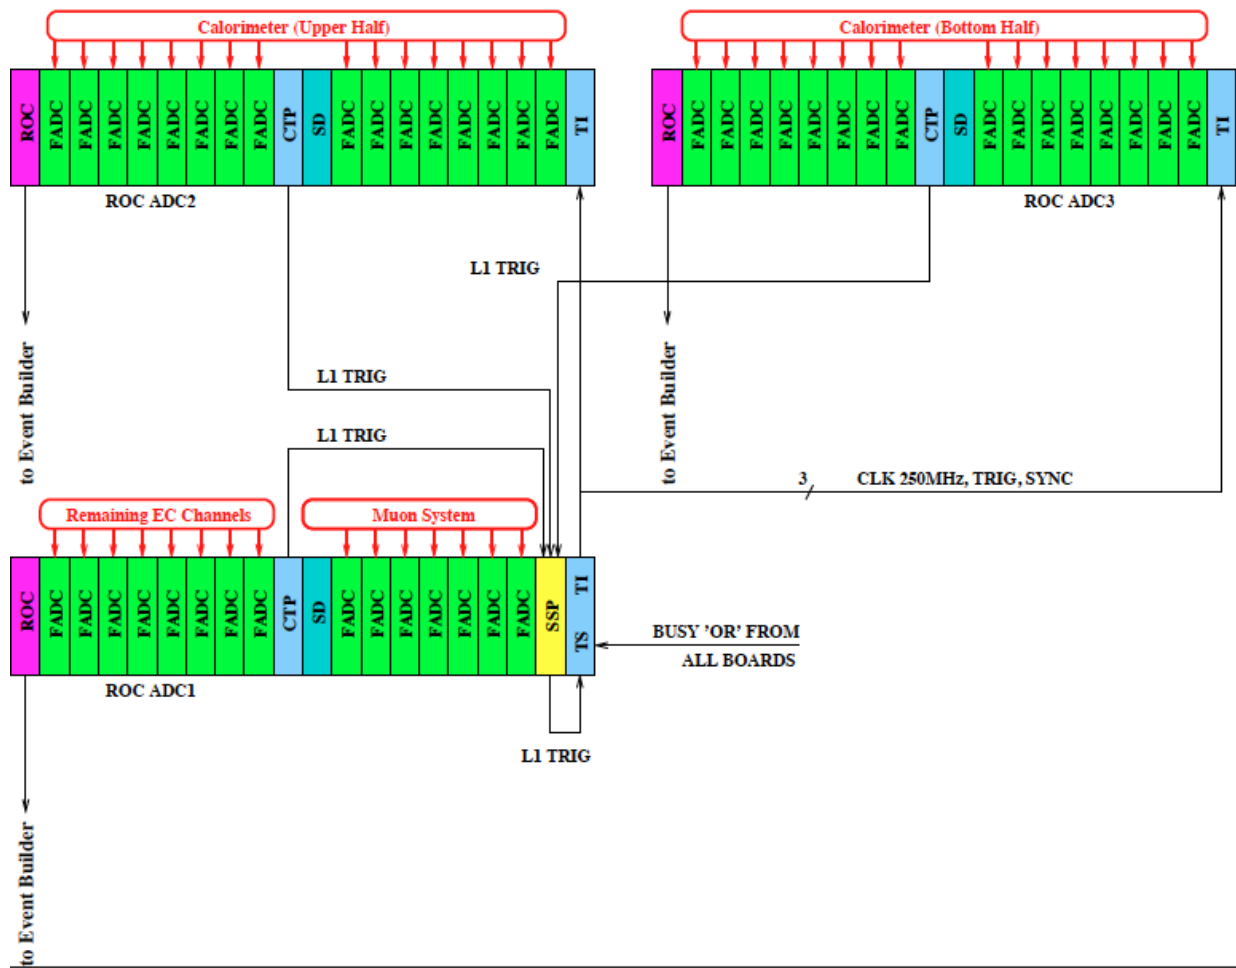 Calorimeter (Upper Half)
Calorimeter (Bottom Half)
ROC FADC FADC FADC FADC FADC FADC FADC FADC CTP SD FADC FADC FADC FADC FADC FADC FADC FADC TI
ROC FADC FADC FADC FADC FADC FADC FADC FADC CTP SD FADC FADC FADC FADC FADC FADC FADC FADC TI
ROC ADC2
ROC ADC3
L1 TRIG
to Event Builder
to Event Builder
L1 TRIG
L1 TRIG
3
CLK 250MHz, TRIG, SYNC
Remaining EC Channels
Muon System
ROC FADC FADC FADC FADC FADC FADC FADC FADC CTP SD FADC FADC FADC FADC FADC FADC FADC SSP TS TI
BUSY 'OR' FROM
ALL BOARDS
ROC ADC1
L1 TRIG
to Event Builder